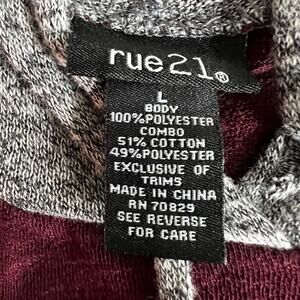 rue21®
L
BODY
100%POLYESTER
COMBO
51% COTTON
49%POLYESTER
EXCLUSIVE OF
TRIMS
MADE IN CHINA
RN 70829
SEE REVERSE
FOR CARE